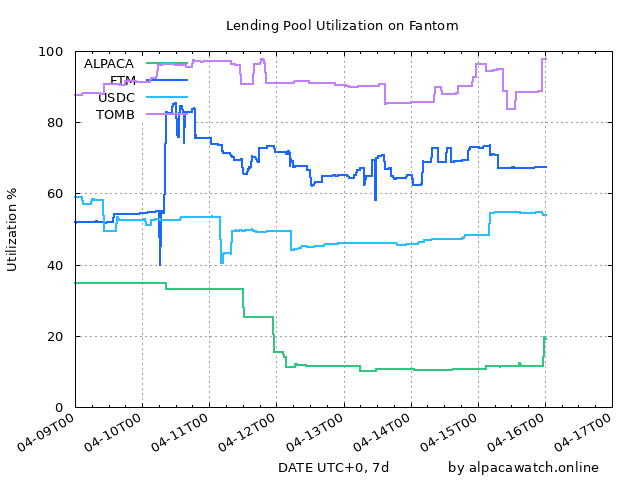 Lending Pool Utilization on Fantom
100
80
60
40
20
0
Utilization %
ALPACA
FTM
USDC
TOMB
04-09T00
04-10T00
04-11T00
04-12T00
04-13T00
04-14T00
04-15T00
04-16T00
04-17T00
DATE UTC+0, 7d
by alpacawatch.online